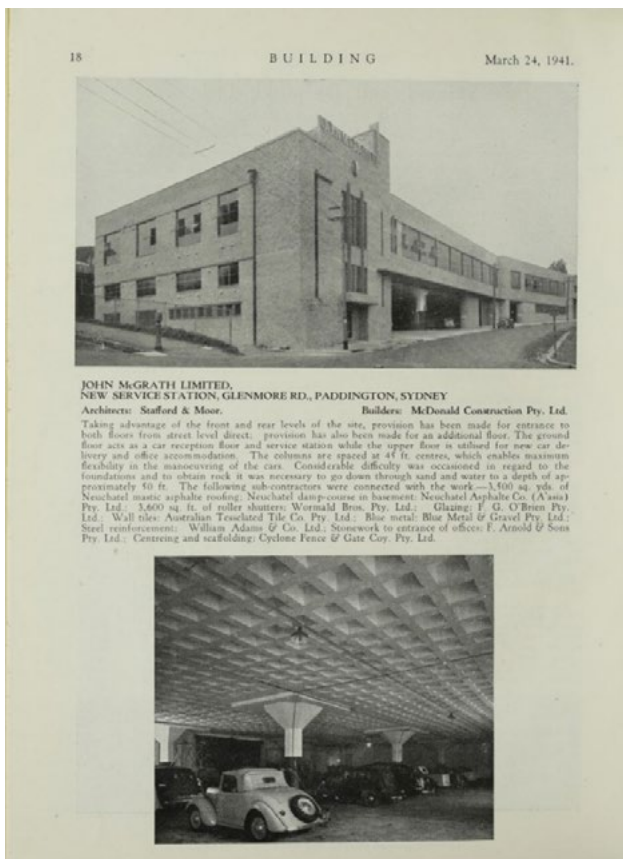 18 BUILDING March 24, 1941.
JOHN McGRATH LIMITED,
NEW SERVICE STATION, GLENMORE RD., PADDINGTON, SYDNEY
Architects: Stafford & Moor. Builders: McDonald Construction Pty. Ltd.
Taking advantage of the front and rear levels of the site, provision has been made for entrance to
both floors from street level direct. provision has also been made for an additional floor. The ground
floor acts as a car reception floor and service station while the upper floor is utilised for new car de-
livery and office accommodation. The columns are spaced at 45 ft. centres, which enables maximum
flexibility in the manoeuvring of the cars. Considerable difficulty was occasioned in regard to the
foundations and to obtain rock it was necessary to go down through sand and water to a depth of ap-
proximately 50 ft. The following sub-contractors were connected with the work.—3,500 sq. yds. of
Neuchatel mastic asphalte roofing; Neuchatel damp-course in basement: Neuchatel Asphalte Co. (A'asia)
Pty. Ltd.; 3,600 sq. ft. of roller shutters: Wormald Bros. Pty. Ltd.; Glazing: F. G. O'Brien Pty.
Ltd.; Wall tiles: Australian Tesselated Tile Co. Pty. Ltd.; Blue metal: Blue Metal & Gravel Pty. Ltd.;
Steel reinforcement: William Adams & Co. Ltd.; Stonework to entrance of offices: F. Arnold & Sons
Pty. Ltd.; Centreing and scaffolding: Cyclone Fence & Gate Coy. Pty. Ltd.